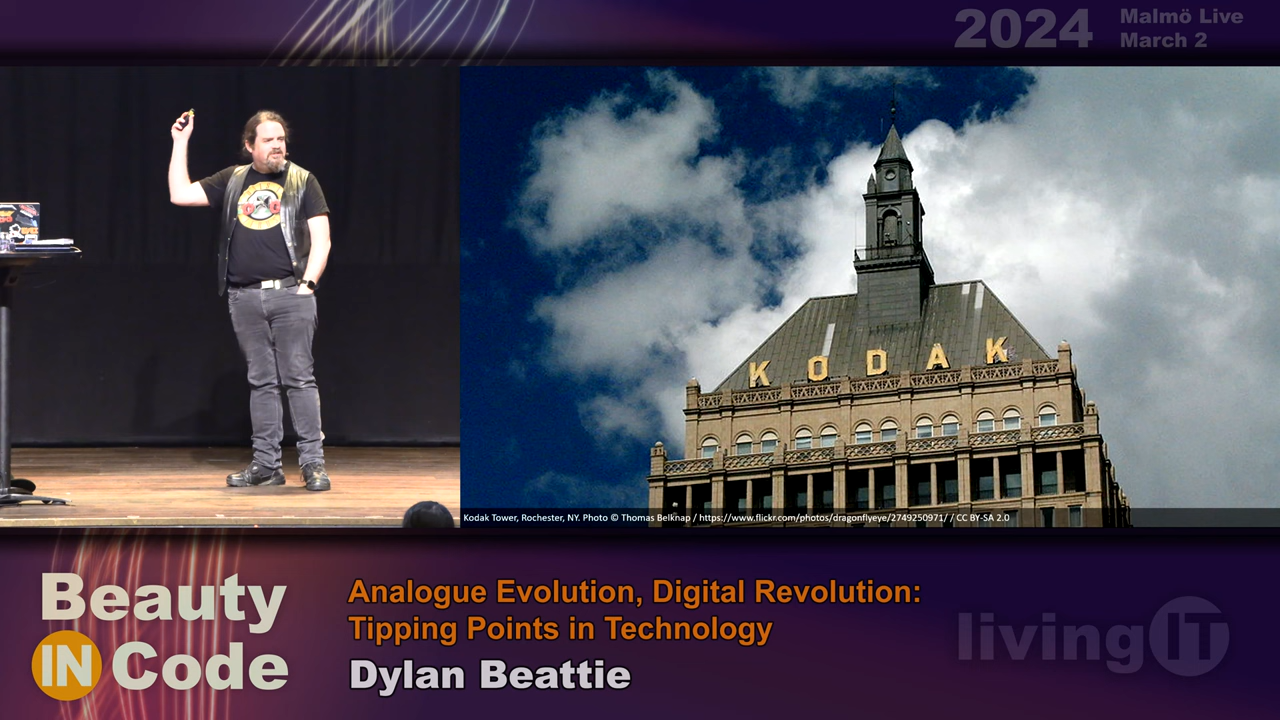 2024
Malmö Live
March 2
KODAK
Kodak Tower, Rochester, NY. Photo © Thomas Belknap / https://www.flickr.com/photos/dragonflyeye/2749250971/ / CC BY-SA 2.0
Beauty
IN Code
Analogue Evolution, Digital Revolution:
Tipping Points in Technology
Dylan Beattie
livingIT